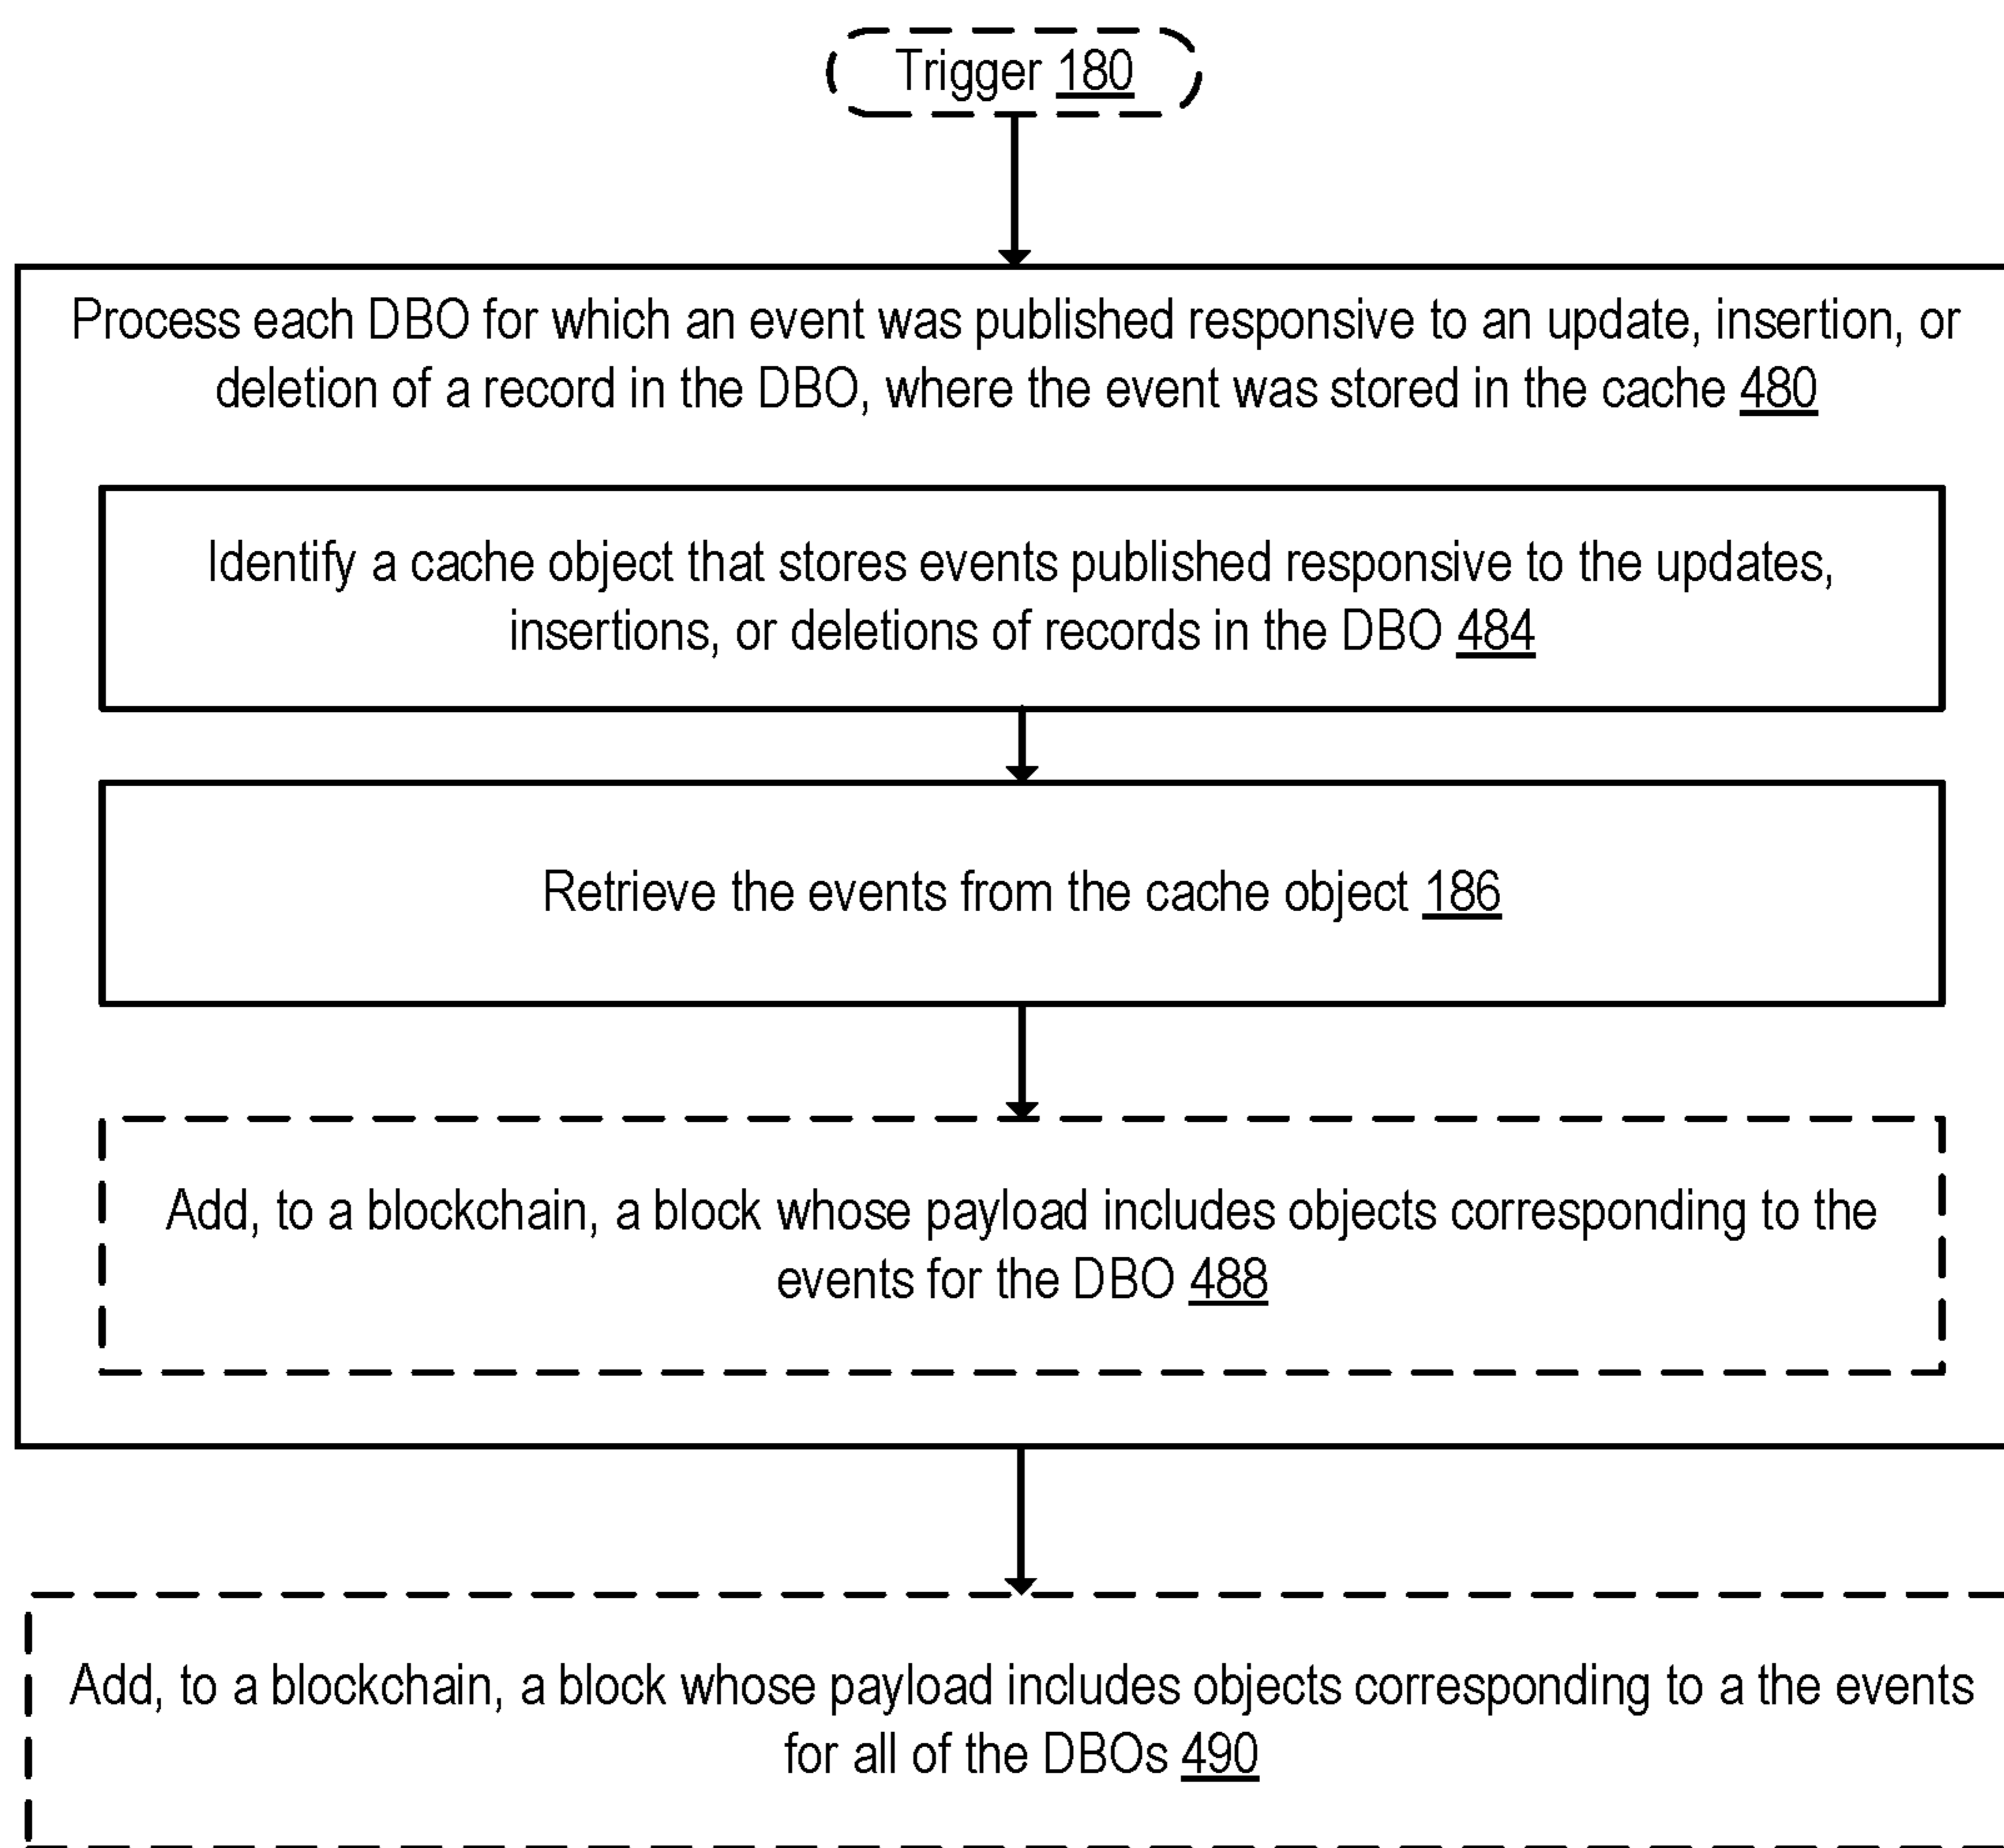 Trigger 180
Process each DBO for which an event was published responsive to an update, insertion, or
deletion of a record in the DBO, where the event was stored in the cache 480
Identify a cache object that stores events published responsive to the updates,
insertions, or deletions of records in the DBO 484
Retrieve the events from the cache object 186
Add, to a blockchain, a block whose payload includes objects corresponding to the
events for the DBO 488
Add, to a blockchain, a block whose payload includes objects corresponding to a the events
for all of the DBOs 490